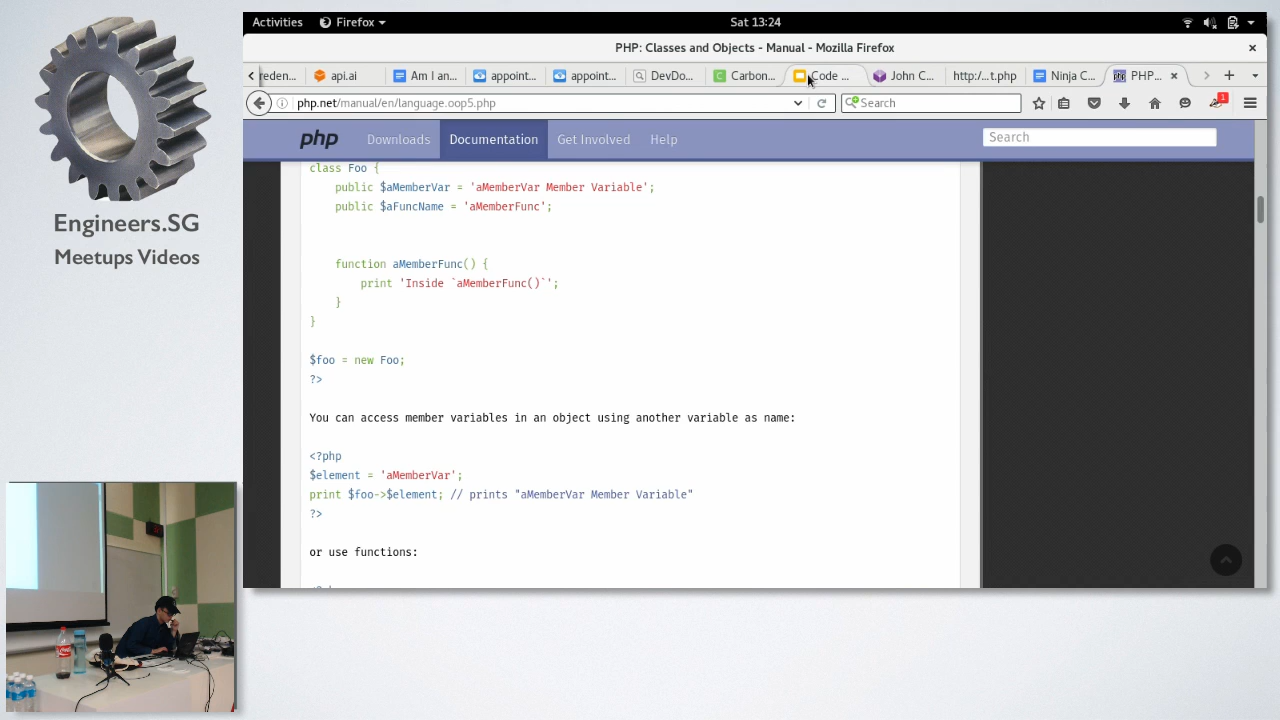 Engineers.SG
Meetups Videos
Activities
Firefox
Sat 13:24
PHP: Classes and Objects - Manual - Mozilla Firefox
reden...
api.ai
Am I an...
appoint...
appoint...
DevDo...
Carbon...
Code ...
John C...
http:/...t.php
Ninja C...
PHP...
php.net/manual/en/language.oop5.php
Search
1
php
Downloads
Documentation
Get Involved
Help
Search
class Foo {
public $aMemberVar = 'aMemberVar Member Variable';
public $aFuncName = 'aMemberFunc';
function aMemberFunc() {
print 'Inside `aMemberFunc()`';
}
}
$foo = new Foo;
?>
You can access member variables in an object using another variable as name:
<?php
$element = 'aMemberVar';
print $foo->$element; // prints "aMemberVar Member Variable"
?>
or use functions: